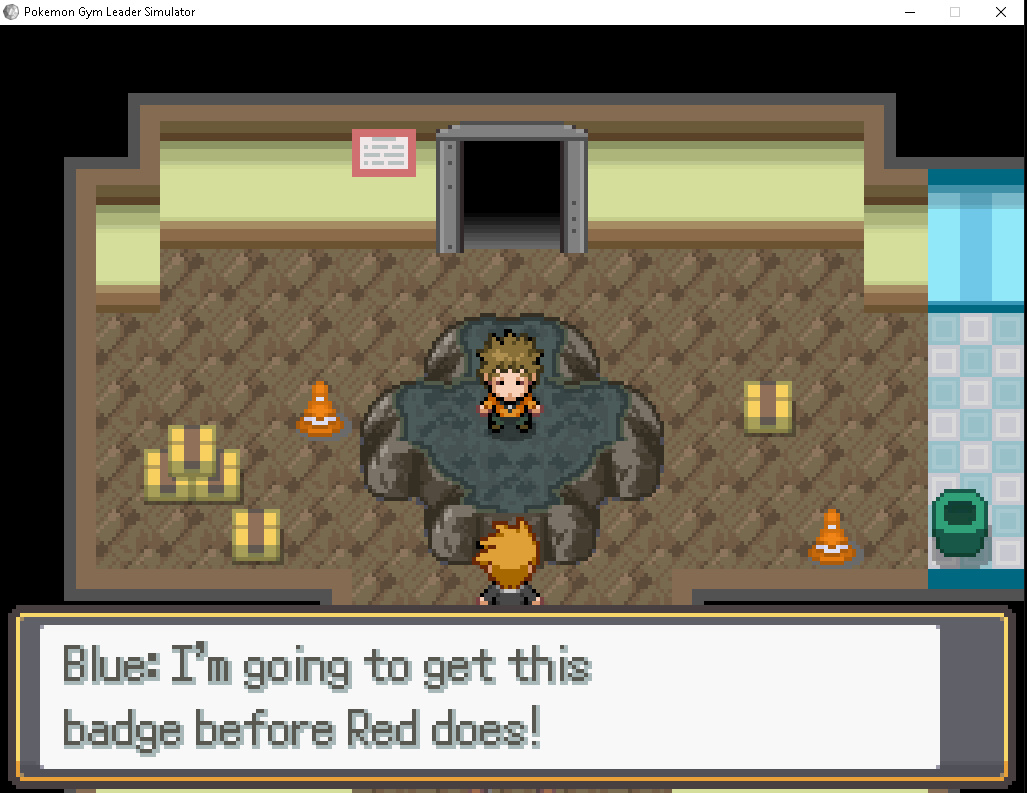 Pokemon Gym Leader Simulator
Blue: I'm going to get this
badge before Red does!